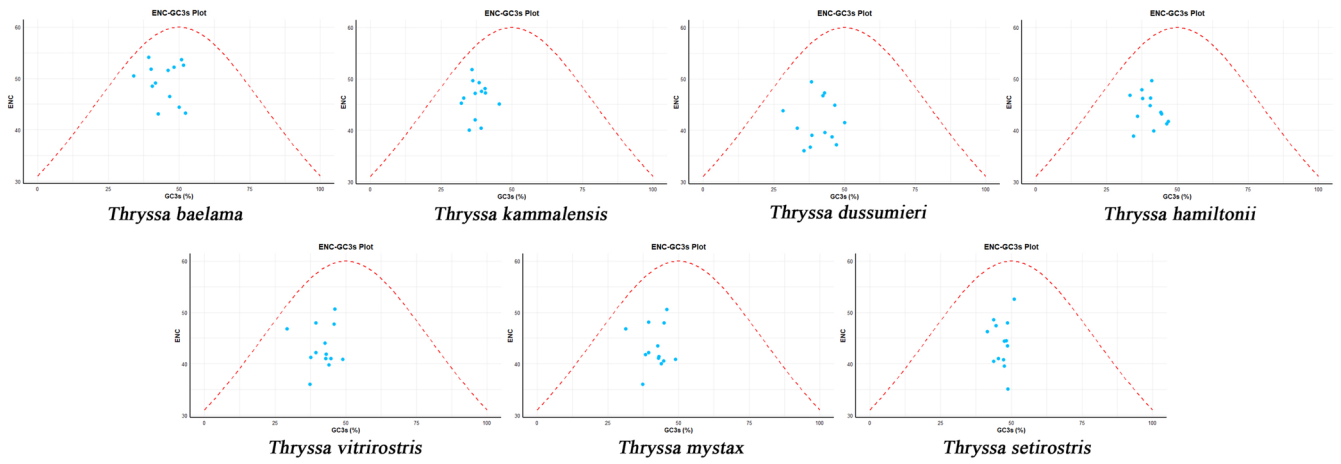 ENC-GC3s Plot
60
50
ENC
40
30
0 25 50 75 100
GC3s (%)
Thryssa baelama
ENC-GC3s Plot
60
50
ENC
40
30
0 25 50 75 100
GC3s (%)
Thryssa kammalensis
ENC-GC3s Plot
60
50
ENC
40
30
0 25 50 75 100
GC3s (%)
Thryssa dussumieri
ENC-GC3s Plot
60
50
ENC
40
30
0 25 50 75 100
GC3s (%)
Thryssa hamiltonii
ENC-GC3s Plot
60
50
ENC
40
30
0 25 50 75 100
GC3s (%)
Thryssa vitrirostris
ENC-GC3s Plot
60
50
ENC
40
30
0 25 50 75 100
GC3s (%)
Thryssa mystax
ENC-GC3s Plot
60
50
ENC
40
30
0 25 50 75 100
GC3s (%)
Thryssa setirostris